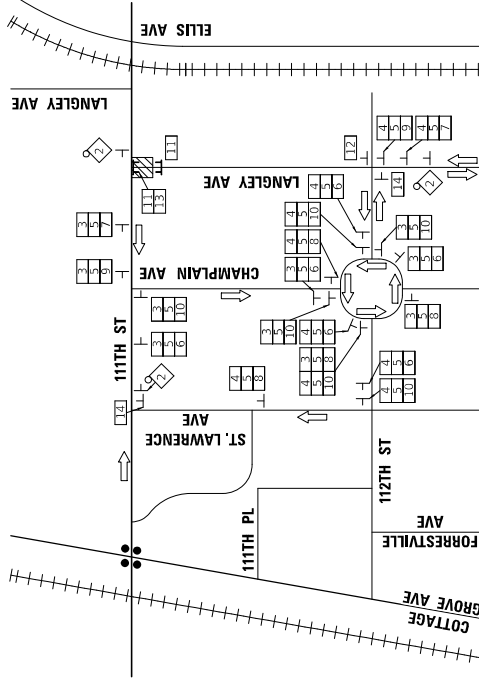 ELLIS AVE
LANGLEY AVE
2
11
11
13
3 5 7
3 5 9
LANGLEY AVE
12
4 5 9
4 5 7
14
2
4 5 6
4 5 10
4 5 8
3 5 6
3 5 10
3 5 6
CHAMPLAIN AVE
111TH ST
3 5 10
3 5 6
2
14
3 5 10
4 5 6
3 5 8
4 5 10
3 5 8
4 5 8
4 5 6
4 5 10
ST. LAWRENCE
AVE
112TH ST
111TH PL
FORRESTVILLE
AVE
COTTAGE
GROVE AVE